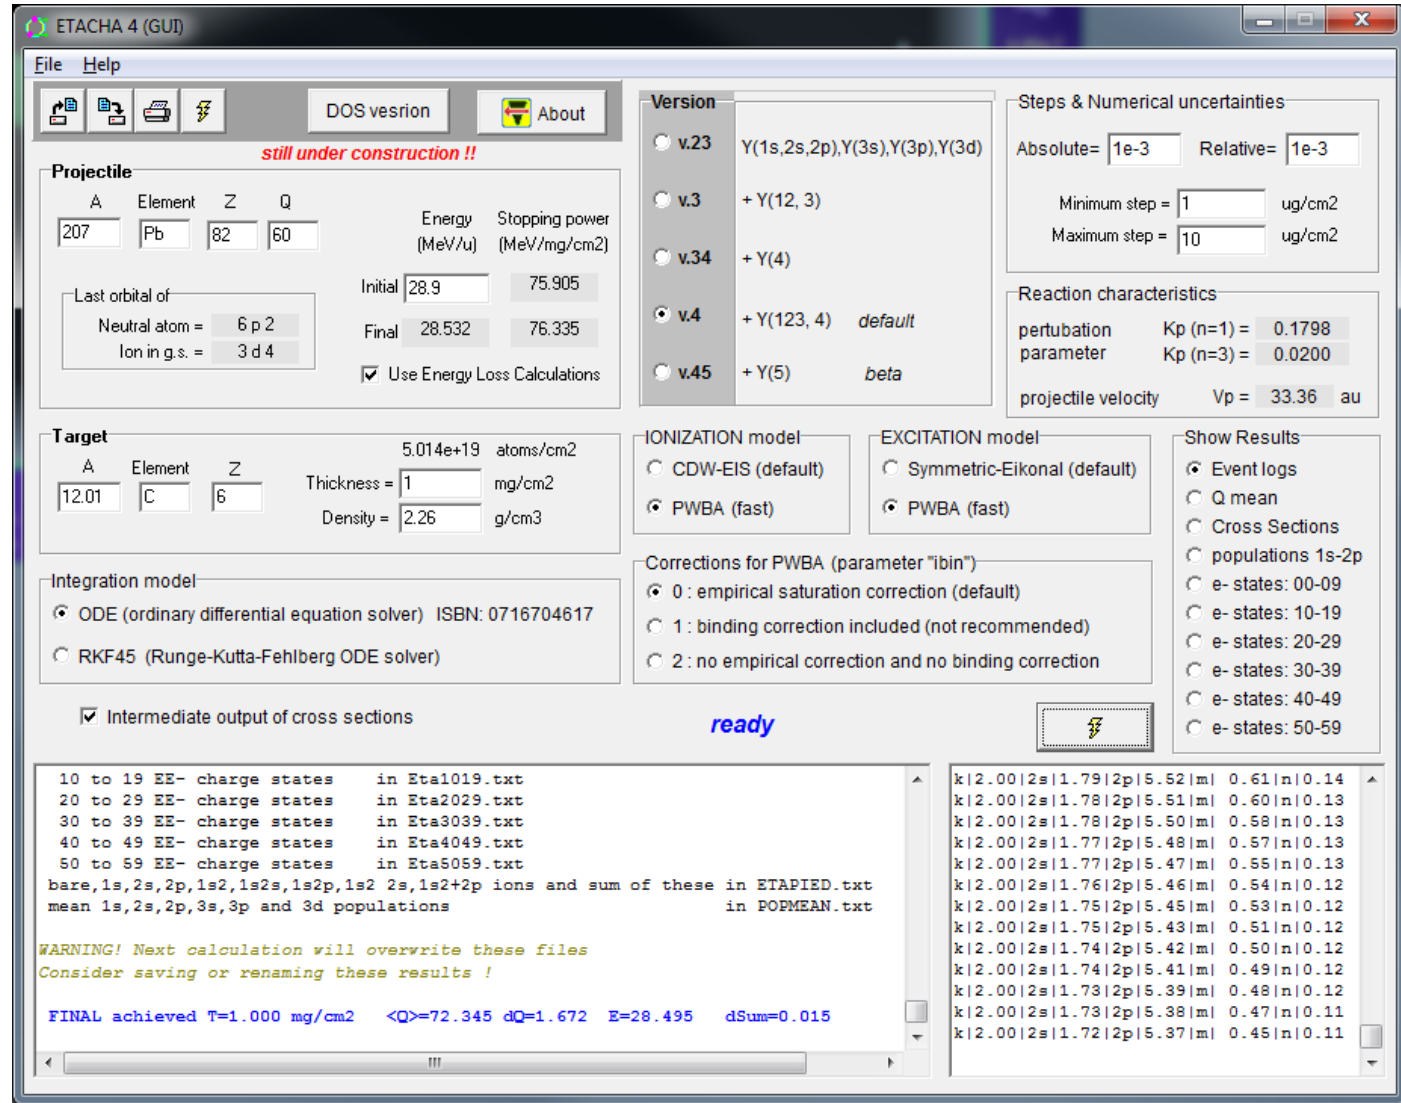 ETACHA 4 (GUI)
File Help
DOS vesrion About
still under construction !!
Projectile
A Element Z Q
207 Pb 82 60
Energy Stopping power
(MeV/u) (MeV/mg/cm2)
Initial 28.9 75.905
Final 28.532 76.335
Last orbital of
Neutral atom = 6 p 2
Ion in g.s. = 3 d 4
Use Energy Loss Calculations
Version
v.23 Y(1s,2s,2p),Y(3s),Y(3p),Y(3d)
v.3 + Y(12, 3)
v.34 + Y(4)
v.4 + Y(123, 4) default
v.45 + Y(5) beta
Steps & Numerical uncertainties
Absolute= 1e-3 Relative= 1e-3
Minimum step = 1 ug/cm2
Maximum step = 10 ug/cm2
Reaction characteristics
pertubation Kp (n=1) = 0.1798
parameter Kp (n=3) = 0.0200
projectile velocity Vp = 33.36 au
Target
5.014e+19 atoms/cm2
A Element Z
12.01 C 6
Thickness = 1 mg/cm2
Density = 2.26 g/cm3
IONIZATION model
CDW-EIS (default)
PWBA (fast)
EXCITATION model
Symmetric-Eikonal (default)
PWBA (fast)
Show Results
Event logs
Q mean
Cross Sections
populations 1s-2p
e- states: 00-09
e- states: 10-19
e- states: 20-29
e- states: 30-39
e- states: 40-49
e- states: 50-59
Integration model
ODE (ordinary differential equation solver) ISBN: 0716704617
RKF45 (Runge-Kutta-Fehlberg ODE solver)
Corrections for PWBA (parameter "ibin")
0 : empirical saturation correction (default)
1 : binding correction included (not recommended)
2 : no empirical correction and no binding correction
Intermediate output of cross sections
ready
10 to 19 EE- charge states in Eta1019.txt
20 to 29 EE- charge states in Eta2029.txt
30 to 39 EE- charge states in Eta3039.txt
40 to 49 EE- charge states in Eta4049.txt
50 to 59 EE- charge states in Eta5059.txt
bare,1s,2s,2p,1s2,1s2s,1s2p,1s2 2s,1s2+2p ions and sum of these in ETAPIED.txt
mean 1s,2s,2p,3s,3p and 3d populations in POPMEAN.txt
WARNING! Next calculation will overwrite these files
Consider saving or renaming these results !
FINAL achieved T=1.000 mg/cm2 <Q>=72.345 dQ=1.672 E=28.495 dSum=0.015
k|2.00|2s|1.79|2p|5.52|m| 0.61|n|0.14
k|2.00|2s|1.78|2p|5.51|m| 0.60|n|0.13
k|2.00|2s|1.78|2p|5.50|m| 0.58|n|0.13
k|2.00|2s|1.77|2p|5.48|m| 0.57|n|0.13
k|2.00|2s|1.77|2p|5.47|m| 0.55|n|0.13
k|2.00|2s|1.76|2p|5.46|m| 0.54|n|0.12
k|2.00|2s|1.75|2p|5.45|m| 0.53|n|0.12
k|2.00|2s|1.75|2p|5.43|m| 0.51|n|0.12
k|2.00|2s|1.74|2p|5.42|m| 0.50|n|0.12
k|2.00|2s|1.74|2p|5.41|m| 0.49|n|0.12
k|2.00|2s|1.73|2p|5.39|m| 0.48|n|0.12
k|2.00|2s|1.73|2p|5.38|m| 0.47|n|0.11
k|2.00|2s|1.72|2p|5.37|m| 0.45|n|0.11